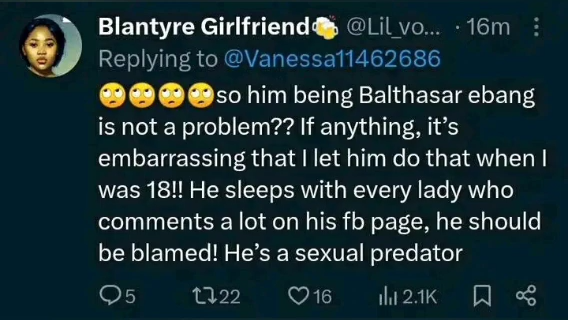 Blantyre Girlfriend🍻 @Lil_vo... · 16m
Replying to @Vanessa11462686
🙄🙄🙄🙄so him being Balthasar ebang
is not a problem?? If anything, it’s
embarrassing that I let him do that when I
was 18!! He sleeps with every lady who
comments a lot on his fb page, he should
be blamed! He’s a sexual predator
5 22 16 2.1K